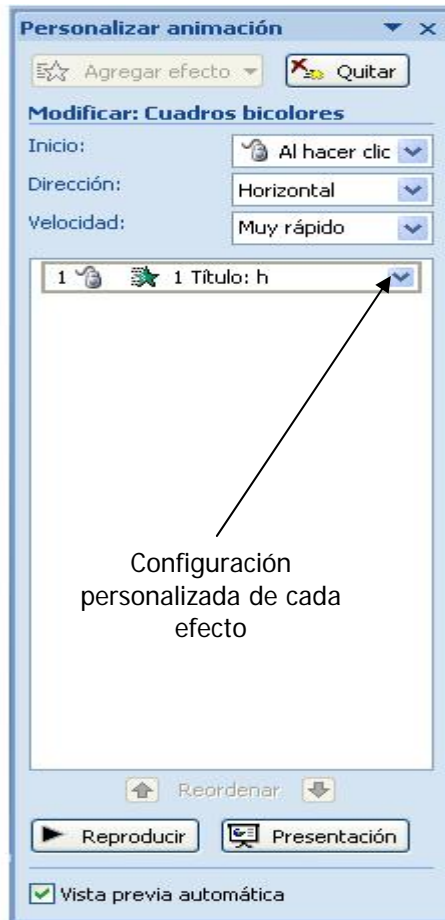 Personalizar animación
Agregar efecto
Quitar
Modificar: Cuadros bicolores
Inicio:
Al hacer clic
Dirección:
Horizontal
Velocidad:
Muy rápido
1 1 Título: h
Configuración
personalizada de cada
efecto
Reordenar
Reproducir
Presentación
Vista previa automática